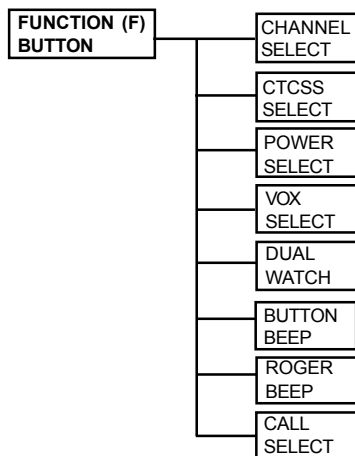 FUNCTION (F)
BUTTON
CHANNEL
SELECT
CTCSS
SELECT
POWER
SELECT
VOX
SELECT
DUAL
WATCH
BUTTON
BEEP
ROGER
BEEP
CALL
SELECT